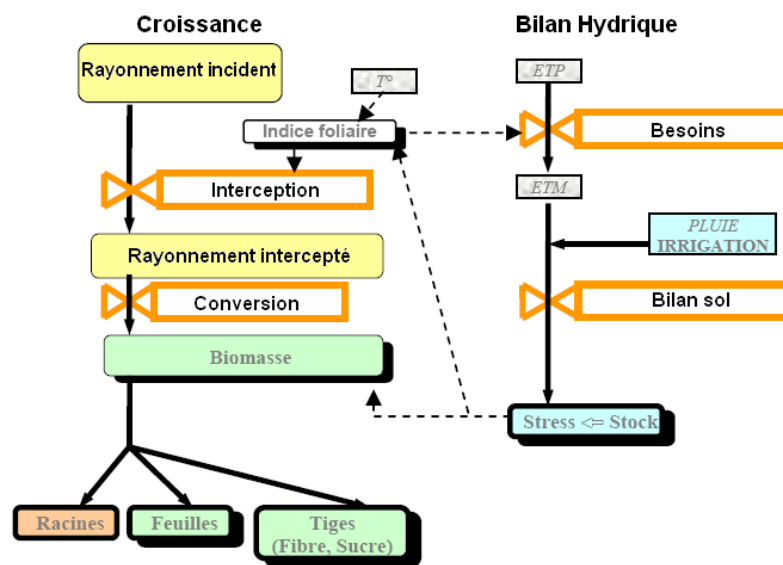 Croissance
Bilan Hydrique
Rayonnement incident
T°
ETP
Indice foliaire
Besoins
Interception
ETM
PLUIE
IRRIGATION
Rayonnement intercepté
Conversion
Bilan sol
Biomasse
Stress ⇐ Stock
Racines
Feuilles
Tiges
(Fibre, Sucre)